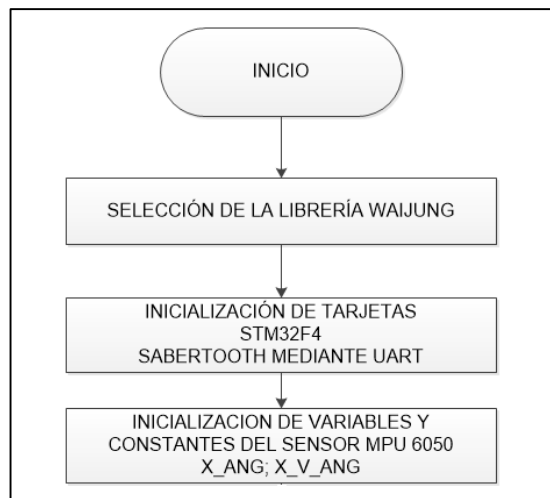 INICIO
SELECCIÓN DE LA LIBRERÍA WAIJUNG
INICIALIZACIÓN DE TARJETAS
STM32F4
SABERTOOTH MEDIANTE UART
INICIALIZACION DE VARIABLES Y
CONSTANTES DEL SENSOR MPU 6050
X_ANG; X_V_ANG